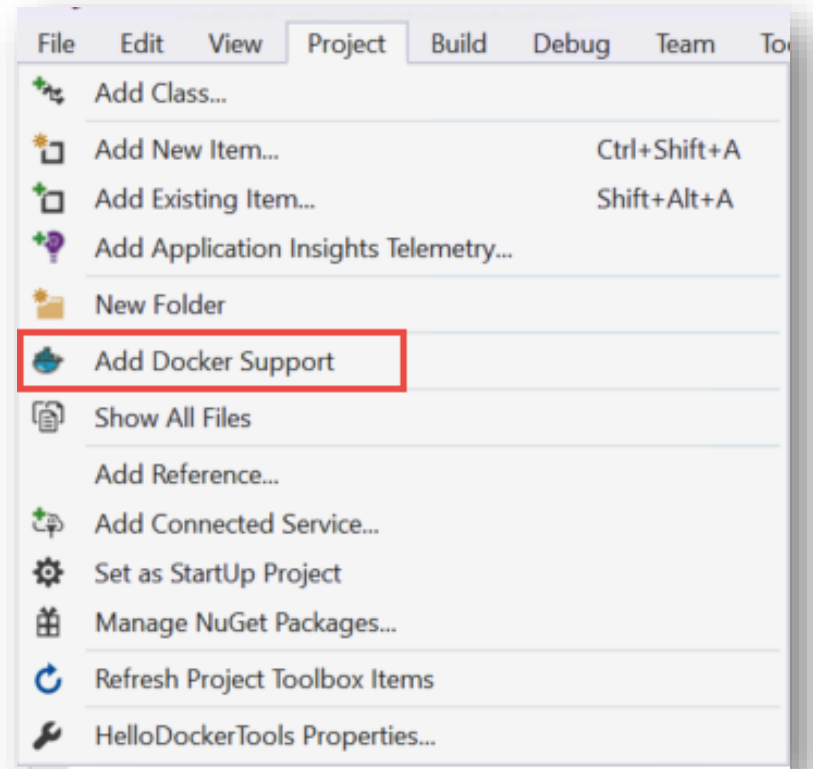 File Edit View Project Build Debug Team
Add Class...
Add New Item... Ctrl+Shift+A
Add Existing Item... Shift+Alt+A
Add Application Insights Telemetry...
New Folder
Add Docker Support
Show All Files
Add Reference...
Add Connected Service...
Set as StartUp Project
Manage NuGet Packages...
Refresh Project Toolbox Items
HelloDockerTools Properties...